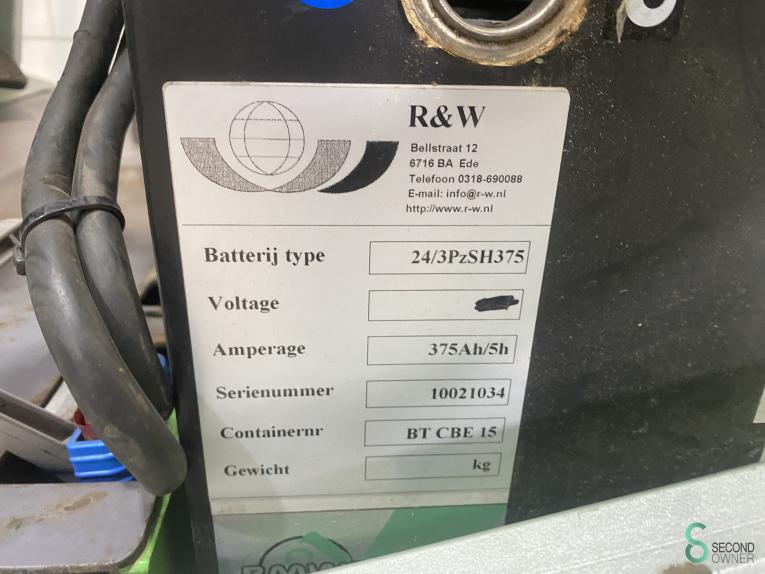 R&W
Bellstraat 12
6716 BA Ede
Telefoon 0318-690088
E-mail: info@r-w.nl
http://www.r-w.nl
Batterij type 24/3PzSH375
Voltage
Amperage 375Ah/5h
Serienummer 10021034
Containernr BT CBE 15
Gewicht kg
SECOND
OWNER